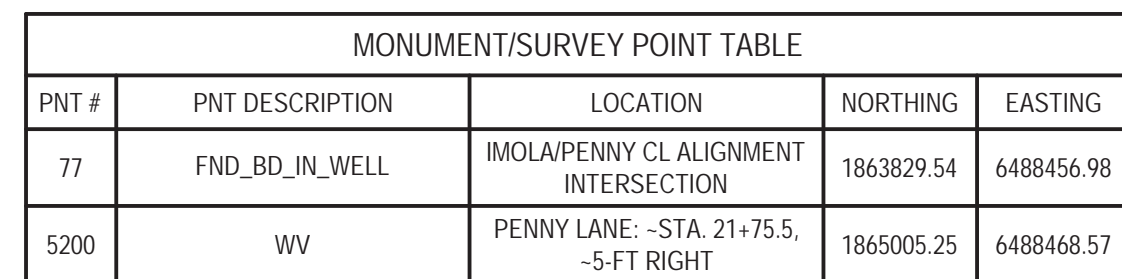 MONUMENT/SURVEY POINT TABLE
PNT # PNT DESCRIPTION LOCATION NORTHING EASTING
77 FND_BD_IN_WELL IMOLA/PENNY CL ALIGNMENT INTERSECTION 1863829.54 6488456.98
5200 WV PENNY LANE: ~STA. 21+75.5, ~5-FT RIGHT 1865005.25 6488468.57